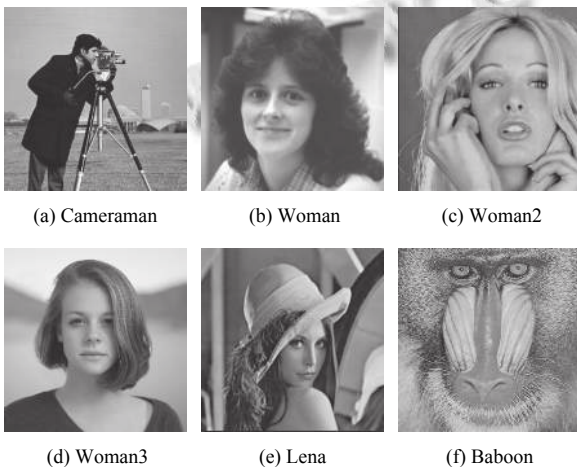 (a) Cameraman
(b) Woman
(c) Woman2
(d) Woman3
(e) Lena
(f) Baboon